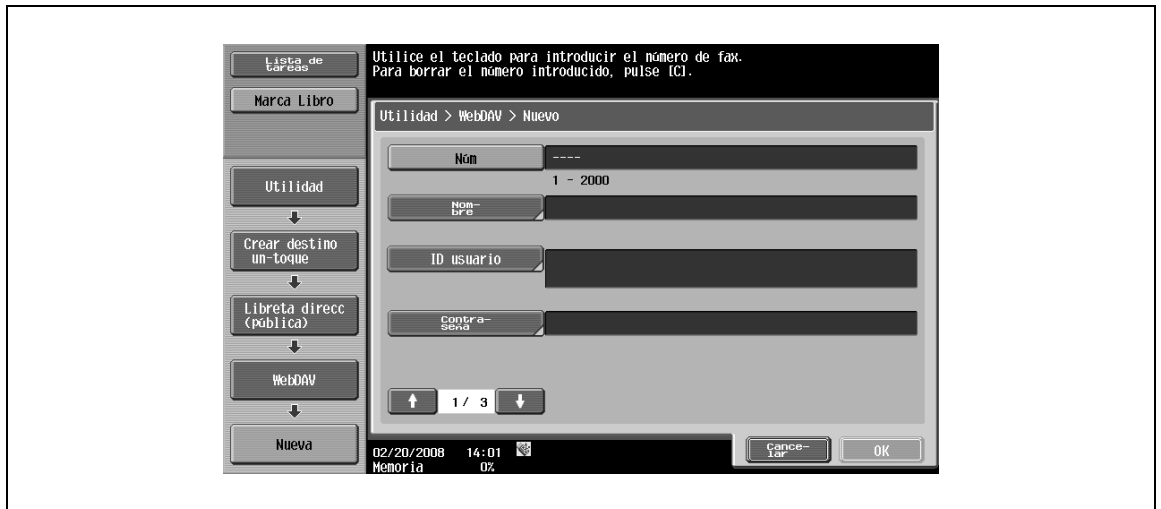 Lista de
tareas
Marca Libro
Utilidad
Crear destino
un-toque
Libreta direcc
(pública)
WebDAV
Nueva
Utilice el teclado para introducir el número de fax.
Para borrar el número introducido, pulse [C].
Utilidad > WebDAV > Nuevo
Núm
----
1 - 2000
Nom-
bre
ID usuario
Contra-
seña
1/ 3
02/20/2008 14:01
Memoria 0%
Cance-
lar
OK